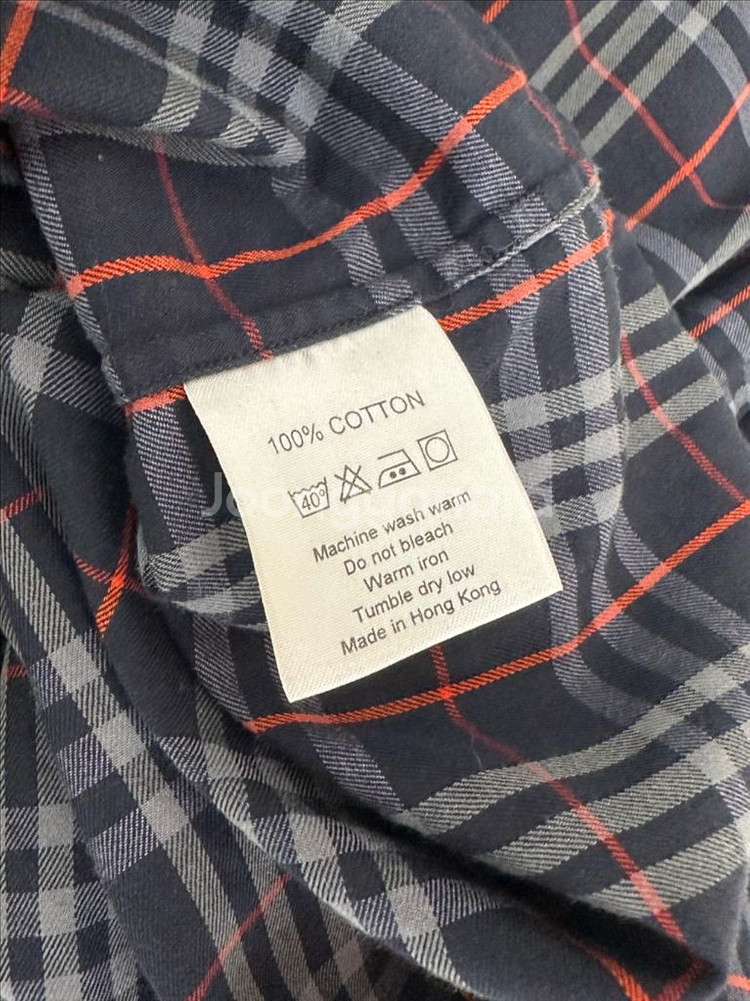 100% COTTON
40°
Machine wash warm
Do not bleach
Warm iron
Tumble dry low
Made in Hong Kong